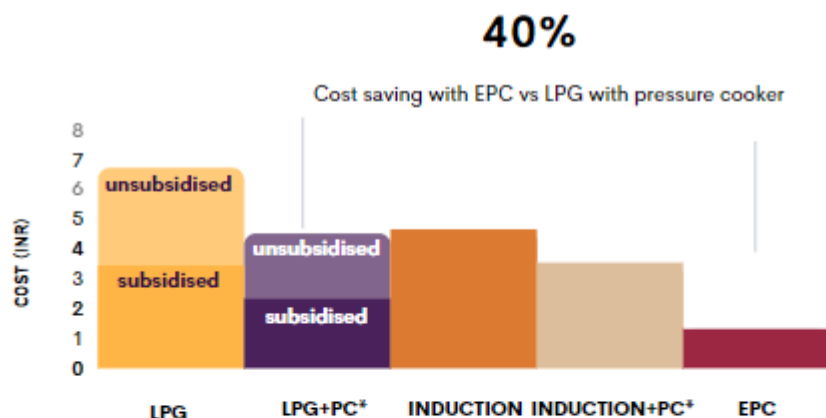 40%
Cost saving with EPC vs LPG with pressure cooker
8
7
6
5
4
3
2
1
0
COST (INR)
unsubsidised
subsidised
unsubsidised
subsidised
LPG
LPG+PC*
INDUCTION
INDUCTION+PC*
EPC